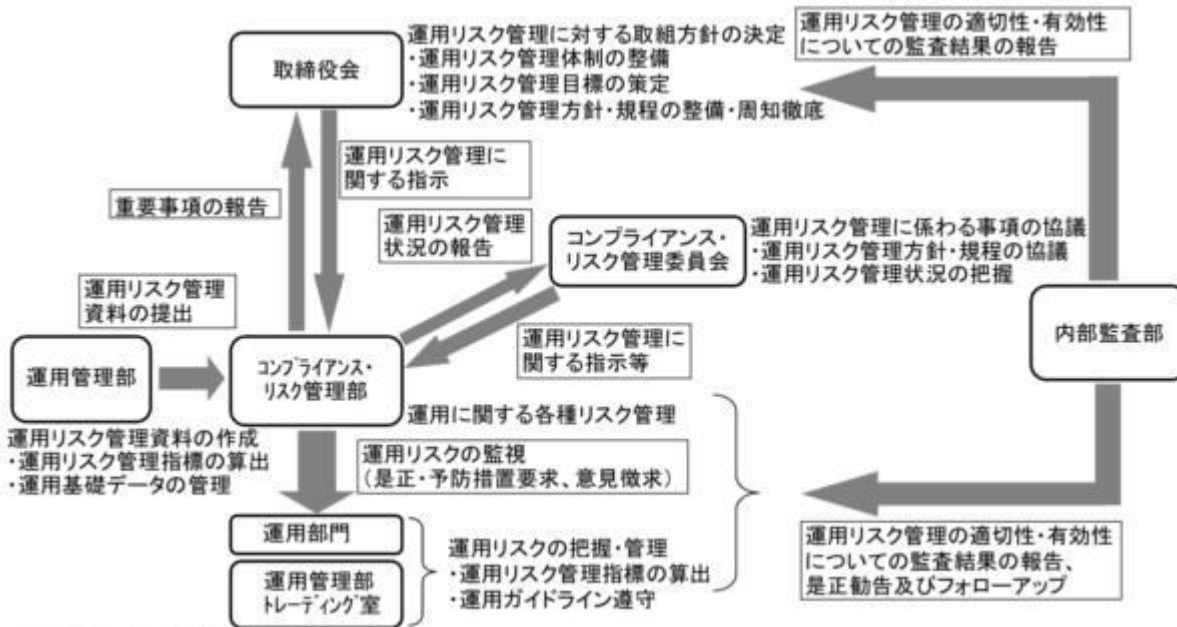 取締役会
運用リスク管理に対する取組方針の決定
・運用リスク管理体制の整備
・運用リスク管理目標の策定
・運用リスク管理方針・規程の整備・周知徹底
運用リスク管理の適切性・有効性
についての監査結果の報告
運用リスク管理に
関する指示
重要事項の報告
運用リスク管理
状況の報告
コンプライアンス・
リスク管理委員会
運用リスク管理に係わる事項の協議
・運用リスク管理方針・規程の協議
・運用リスク管理状況の把握
運用リスク管理
資料の提出
運用リスク管理に
関する指示等
内部監査部
運用管理部
コンプライアンス・
リスク管理部
運用に関する各種リスク管理
運用リスク管理資料の作成
・運用リスク管理指標の算出
・運用基礎データの管理
運用リスクの監視
（是正・予防措置要求、意見徴求）
運用部門
運用管理部
トレーディング室
運用リスクの把握・管理
・運用リスク管理指標の算出
・運用ガイドライン遵守
運用リスク管理の適切性・有効性
についての監査結果の報告、
是正勧告及びフォローアップ